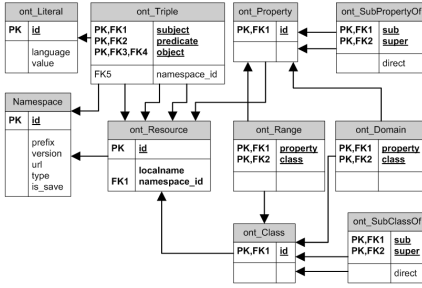 ont_Literal
PK id
language
value
ont_Triple
PK,FK1 subject
PK,FK2 predicate
PK,FK3,FK4 object
FK5 namespace_id
ont_Property
PK,FK1 id
ont_SubPropertyOf
PK,FK1 sub
PK,FK2 super
direct
Namespace
PK id
prefix
version
url
type
is_save
ont_Resource
PK id
localname
FK1 namespace_id
ont_Range
PK,FK1 property
PK,FK2 class
ont_Domain
PK,FK1 property
PK,FK2 class
ont_Class
PK,FK1 id
ont_SubClassOf
PK,FK1 sub
PK,FK2 super
direct